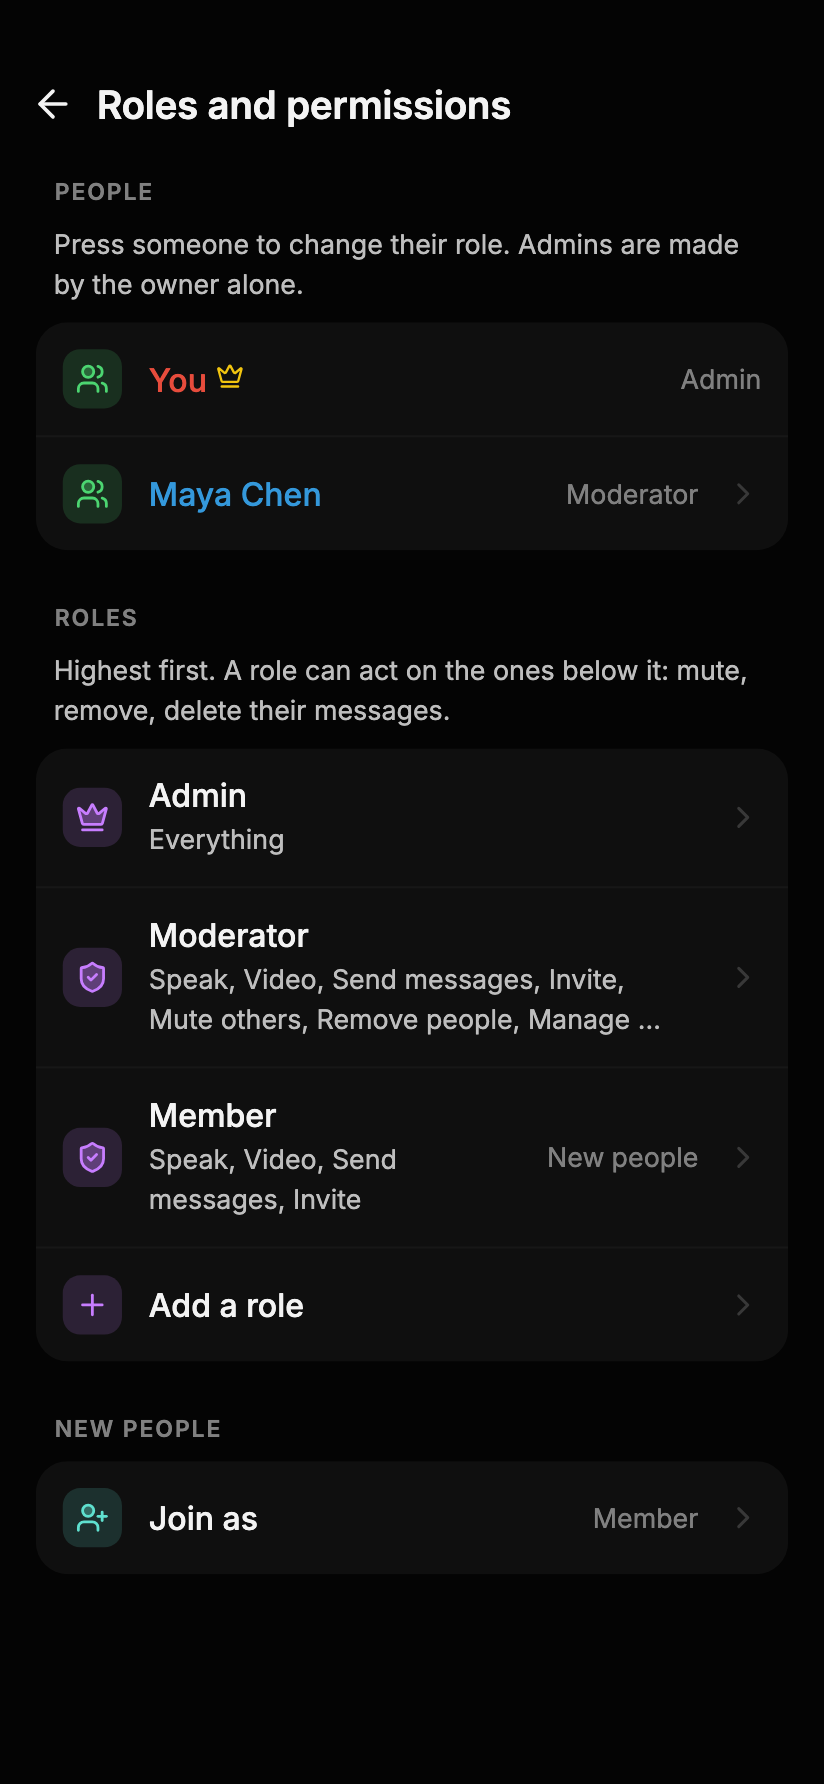 Roles and permissions
PEOPLE
Press someone to change their role. Admins are made
by the owner alone.
You
Admin
Maya Chen
Moderator
ROLES
Highest first. A role can act on the ones below it: mute,
remove, delete their messages.
Admin
Everything
Moderator
Speak, Video, Send messages, Invite,
Mute others, Remove people, Manage ...
Member
Speak, Video, Send
messages, Invite
New people
Add a role
NEW PEOPLE
Join as
Member